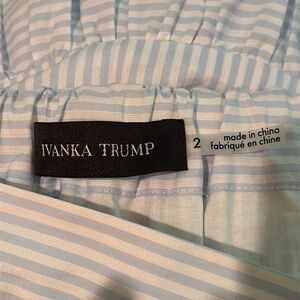 IVANKA TRUMP
2
made in china
fabriqué en chine